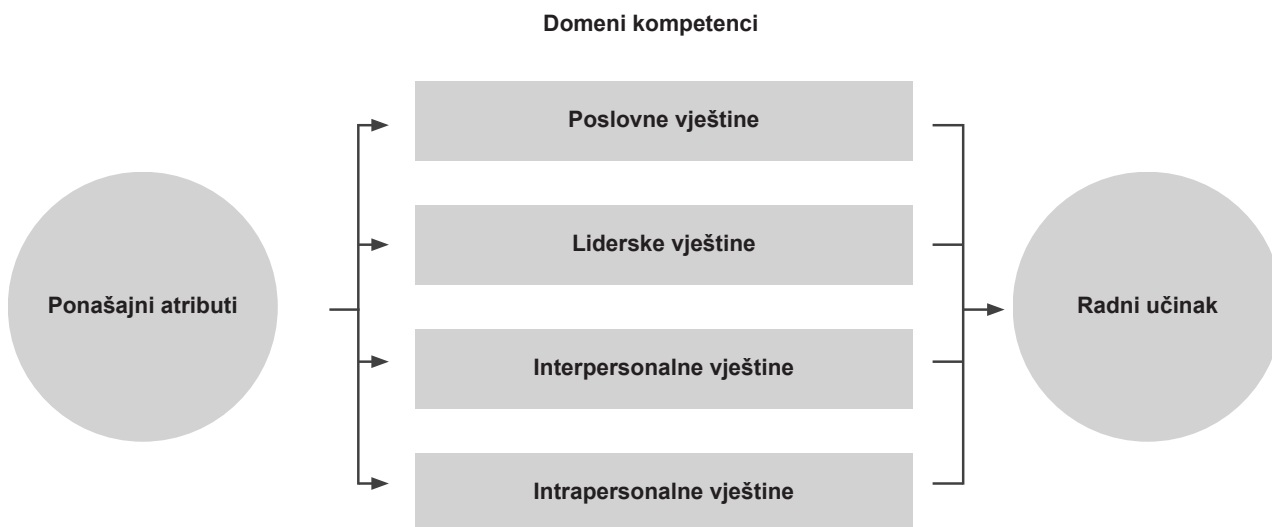 Domeni kompetenci
Poslovne vještine
Liderske vještine
Ponašajni atributi
Radni učinak
Interpersonalne vještine
Intrapersonalne vještine